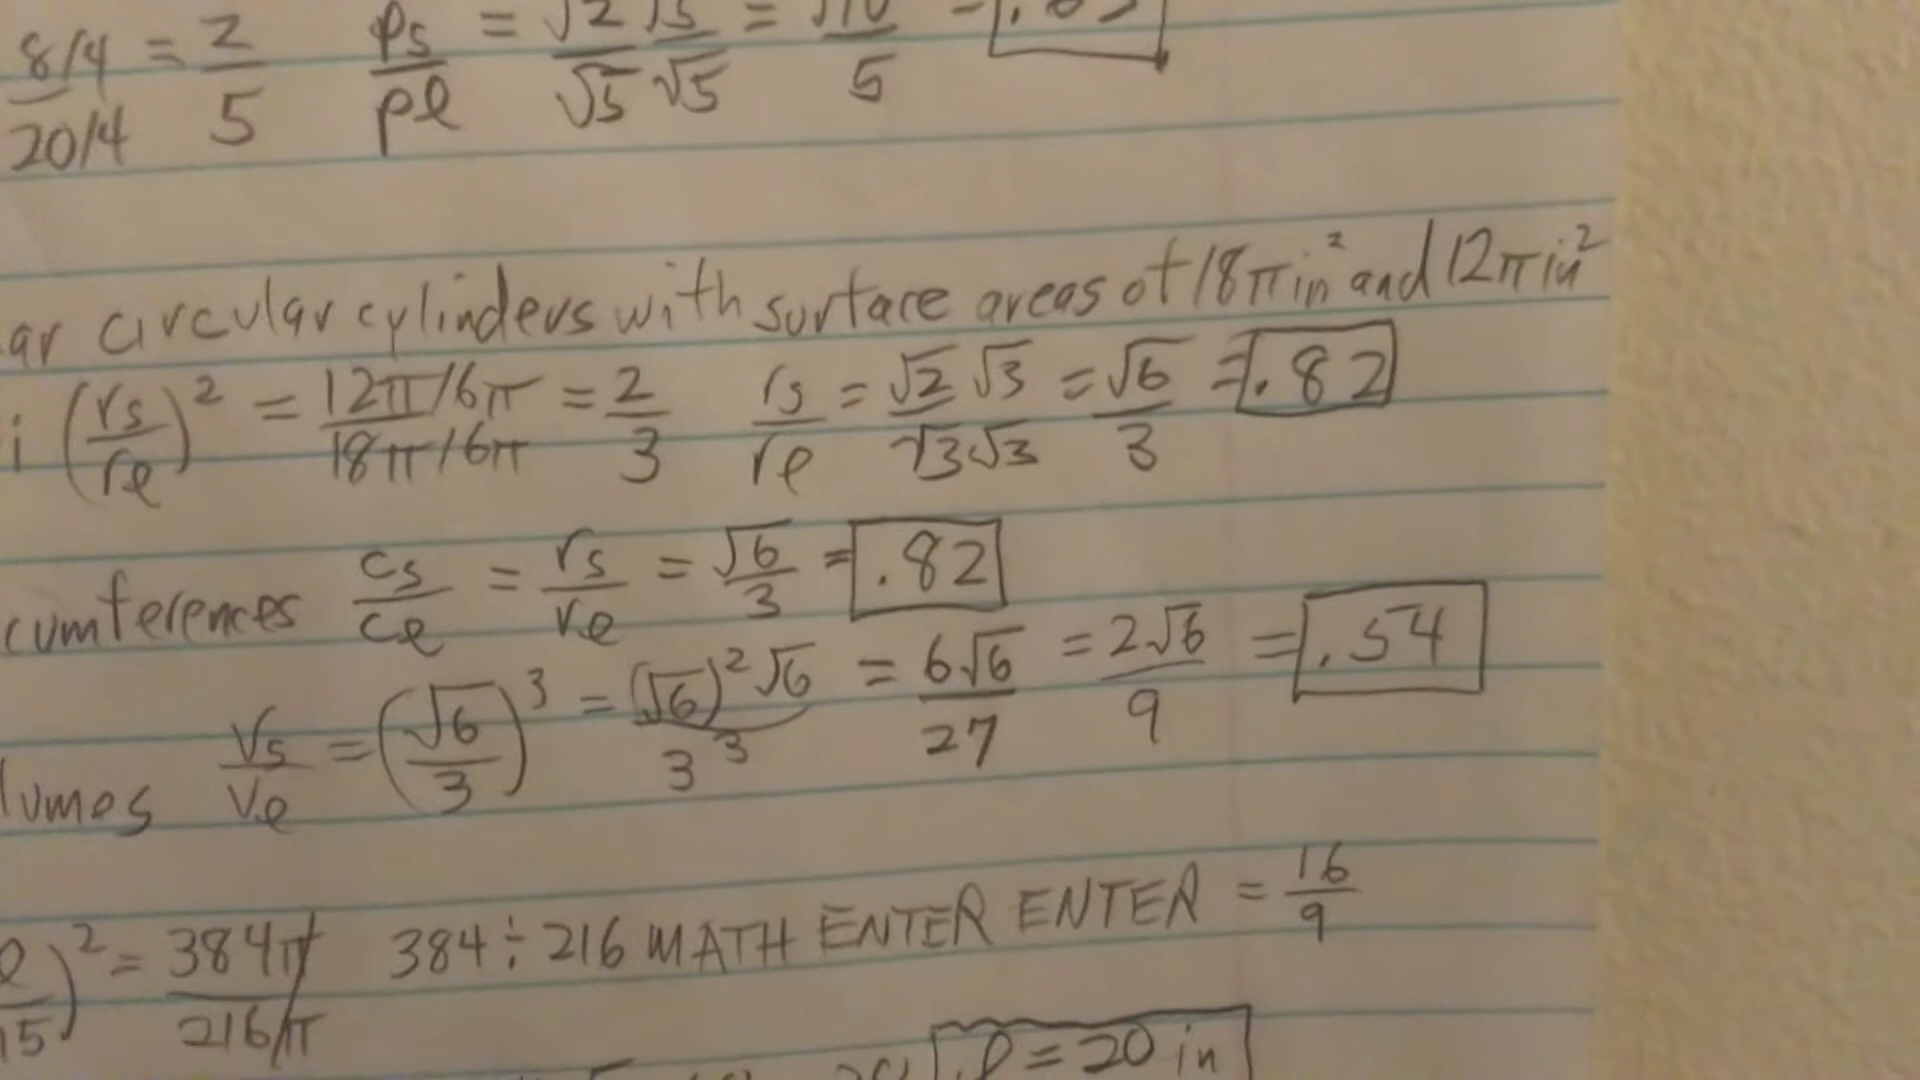 8/4/20/4 = 2/5 ps/pl = √2 √5/√5 √5 = √10/5 =
ar circular cylinders with surface areas of 18π in² and 12π in²
i (rs/rl)² = 12π/6π/18π/6π = 2/3 rs/rl = √2 √3/√3 √3 = √6/3 = .82
cumferences cs/cl = rs/rl = √6/3 = .82
lumes vs/vl = (√6/3)³ = (√6)² √6/3³ = 6√6/27 = 2√6/9 = .54
l/15)² = 384π/216π 384 ÷ 216 MATH ENTER ENTER = 16/9
l = 20 in